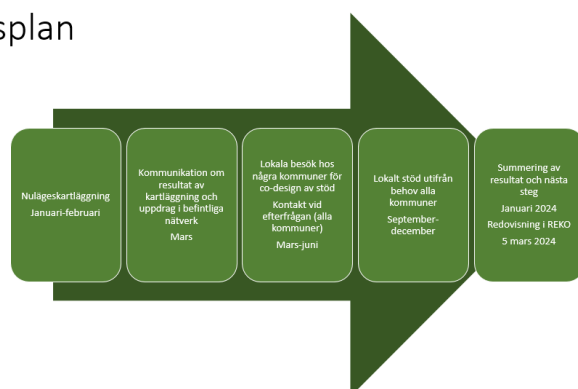 splan
Nulägeskartläggning
Januari-februari
Kommunikation om
resultat av
kartläggning och
uppdrag i befintliga
nätverk
Mars
Lokala besök hos
några kommuner för
co-design av stöd
Kontakt vid
efterfrågan (alla
kommuner)
Mars-juni
Lokalt stöd utifrån
behov alla
kommuner
September-
december
Summering av
resultat och nästa
steg
Januari 2024
Redovisning i REKO
5 mars 2024